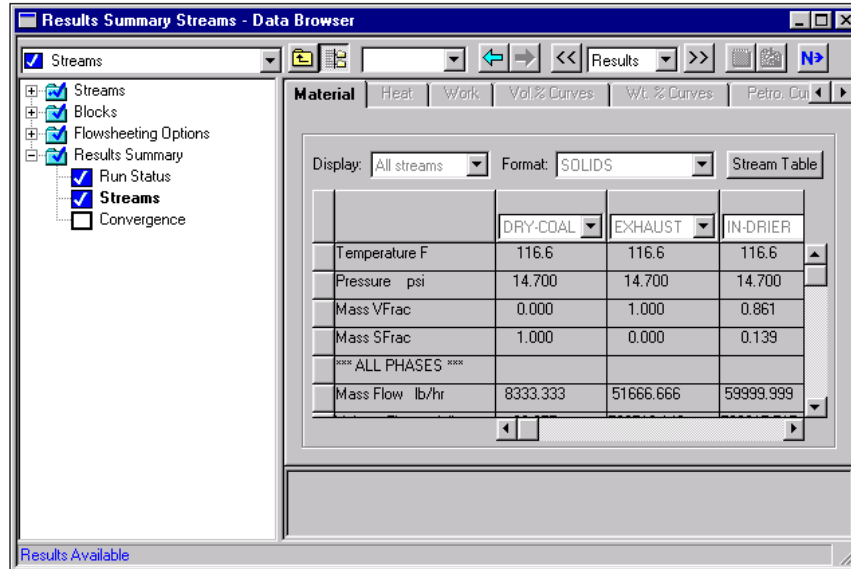 Results Summary Streams - Data Browser
Streams
Results
N
Streams
Blocks
Flowsheeting Options
Results Summary
Run Status
Streams
Convergence
Material Heat Work Vol.% Curves Wt. % Curves Petro. Cu
Display: All streams Format: SOLIDS Stream Table
DRY-COAL EXHAUST IN-DRIER
Temperature F 116.6 116.6 116.6
Pressure psi 14.700 14.700 14.700
Mass VFrac 0.000 1.000 0.861
Mass SFrac 1.000 0.000 0.139
*** ALL PHASES ***
Mass Flow lb/hr 8333.333 51666.666 59999.999
Results Available